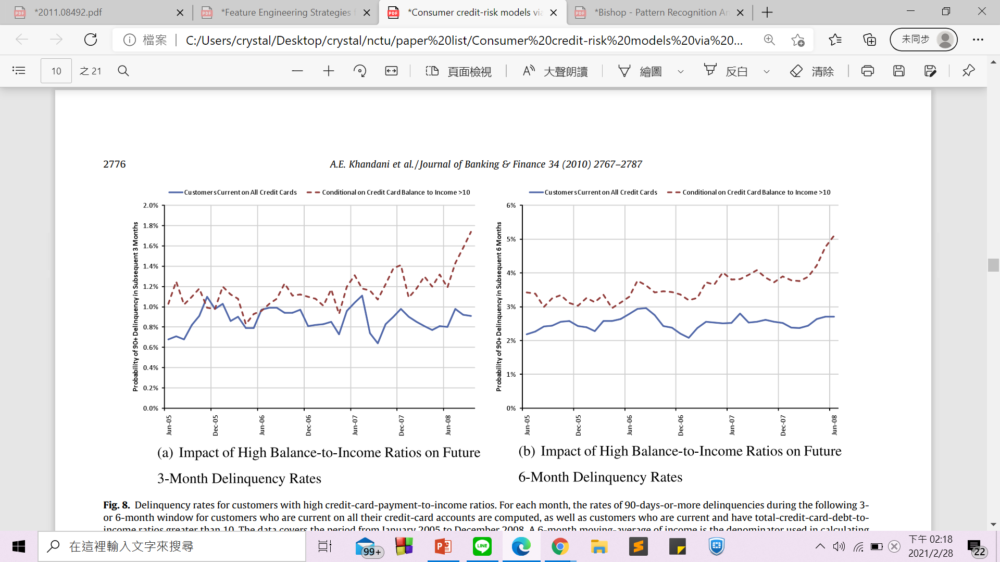 *2011.08492.pdf
*Feature Engineering Strategies f
*Consumer credit-risk models via
*Bishop - Pattern Recognition An
檔案
C:/Users/crystal/Desktop/crystal/nctu/paper%20list/Consumer%20credit-risk%20models%20via%20...
未同步
10 之 21
頁面檢視
大聲朗讀
繪圖
反白
清除
2776
A.E. Khandani et al./Journal of Banking & Finance 34 (2010) 2767–2787
Customers Current on All Credit Cards
Conditional on Credit Card Balance to Income >10
Probability of 90+ Delinquency in Subsequent 3 Months
2.0%
1.8%
1.6%
1.4%
1.2%
1.0%
0.8%
0.6%
0.4%
0.2%
0.0%
Jun-05
Dec-05
Jun-06
Dec-06
Jun-07
Dec-07
Jun-08
(a) Impact of High Balance-to-Income Ratios on Future
3-Month Delinquency Rates
Customers Current on All Credit Cards
Conditional on Credit Card Balance to Income >10
Probability of 90+ Delinquency in Subsequent 6 Months
6%
5%
4%
3%
2%
1%
0%
Jun-05
Dec-05
Jun-06
Dec-06
Jun-07
Dec-07
Jun-08
(b) Impact of High Balance-to-Income Ratios on Future
6-Month Delinquency Rates
Fig. 8. Delinquency rates for customers with high credit-card-payment-to-income ratios. For each month, the rates of 90-days-or-more delinquencies during the following 3-
or 6-month window for customers who are current on all their credit-card accounts are computed, as well as customers who are current and have total-credit-card-debt-to-
income ratios greater than 10. The data covers the period from January 2005 to December 2008. A 6-month moving-average of income is the denominator used in calculating
在這裡輸入文字來搜尋
99+
LINE
下午 02:18
2021/2/28
22